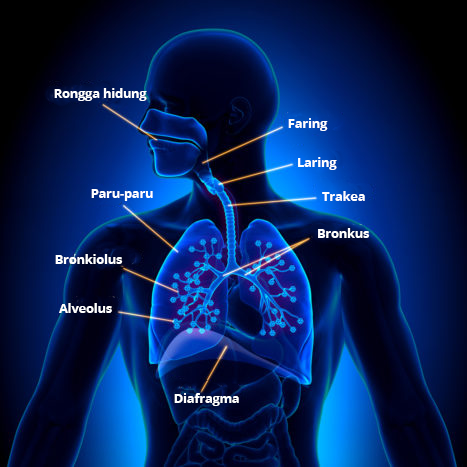 Rongga hidung
Faring
Laring
Paru-paru
Trakea
Bronkus
Bronkiolus
Alveolus
Diafragma